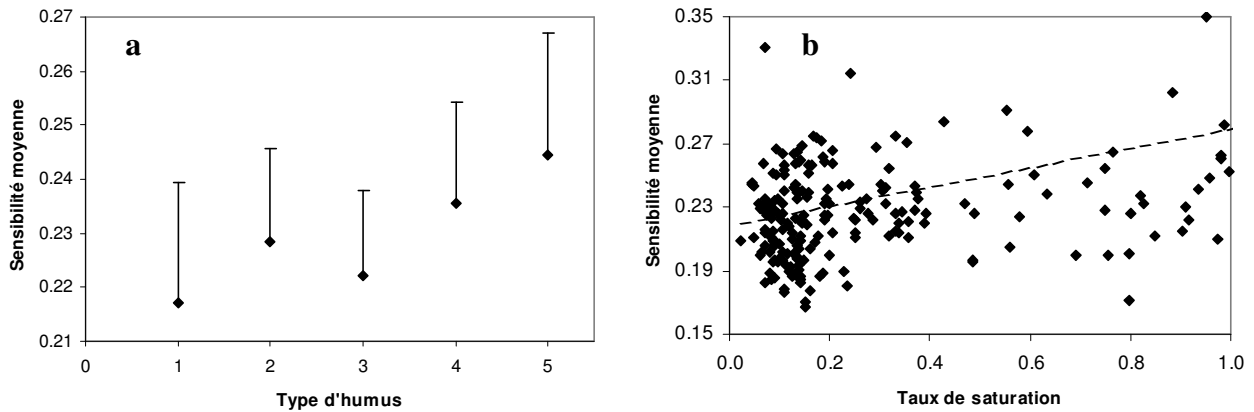 a
Sensibilité moyenne
0.27
0.26
0.25
0.24
0.23
0.22
0.21
0 1 2 3 4 5
Type d'humus
b
Sensibilité moyenne
0.35
0.31
0.27
0.23
0.19
0.15
0.0 0.2 0.4 0.6 0.8 1.0
Taux de saturation